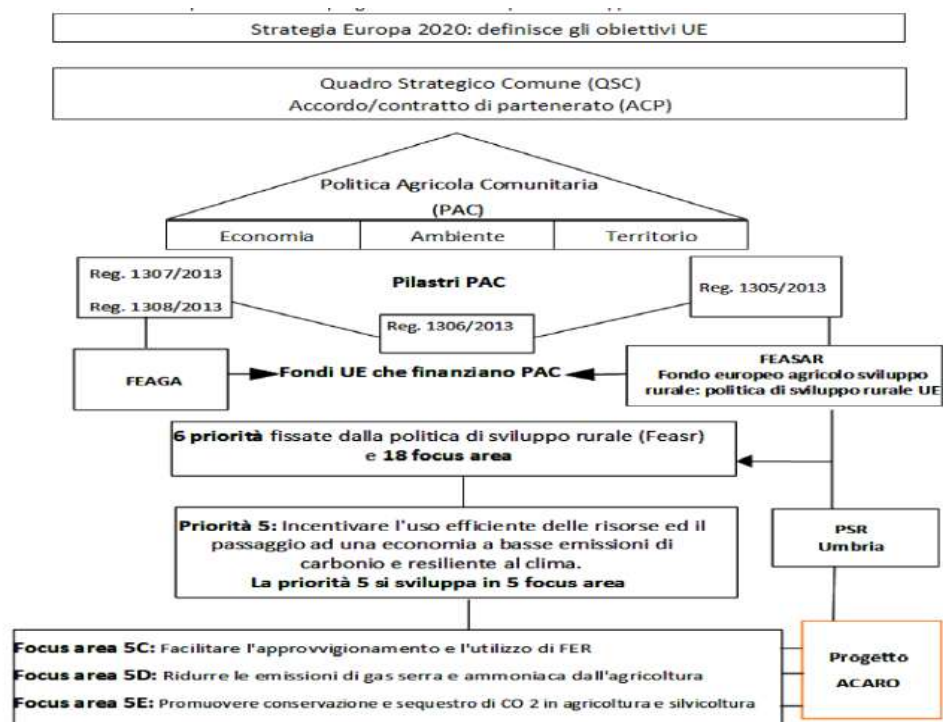 Strategia Europa 2020: definisce gli obiettivi UE
Quadro Strategico Comune (QSC)
Accordo/contratto di partenerato (ACP)
Politica Agricola Comunitaria
(PAC)
Economia
Ambiente
Territorio
Reg. 1307/2013
Reg. 1308/2013
Pilastri PAC
Reg. 1305/2013
Reg. 1306/2013
FEAGA
Fondi UE che finanziano PAC
FEASAR
Fondo europeo agricolo sviluppo
rurale: politica di sviluppo rurale UE
6 priorità fissate dalla politica di sviluppo rurale (Feasr)
e 18 focus area
Priorità 5: Incentivare l'uso efficiente delle risorse ed il
passaggio ad una economia a basse emissioni di
carbonio e resiliente al clima.
La priorità 5 si sviluppa in 5 focus area
PSR
Umbria
Focus area 5C: Facilitare l'approvvigionamento e l'utilizzo di FER
Focus area 5D: Ridurre le emissioni di gas serra e ammoniaca dall'agricoltura
Focus area 5E: Promuovere conservazione e sequestro di CO 2 in agricoltura e silvicoltura
Progetto
ACARO